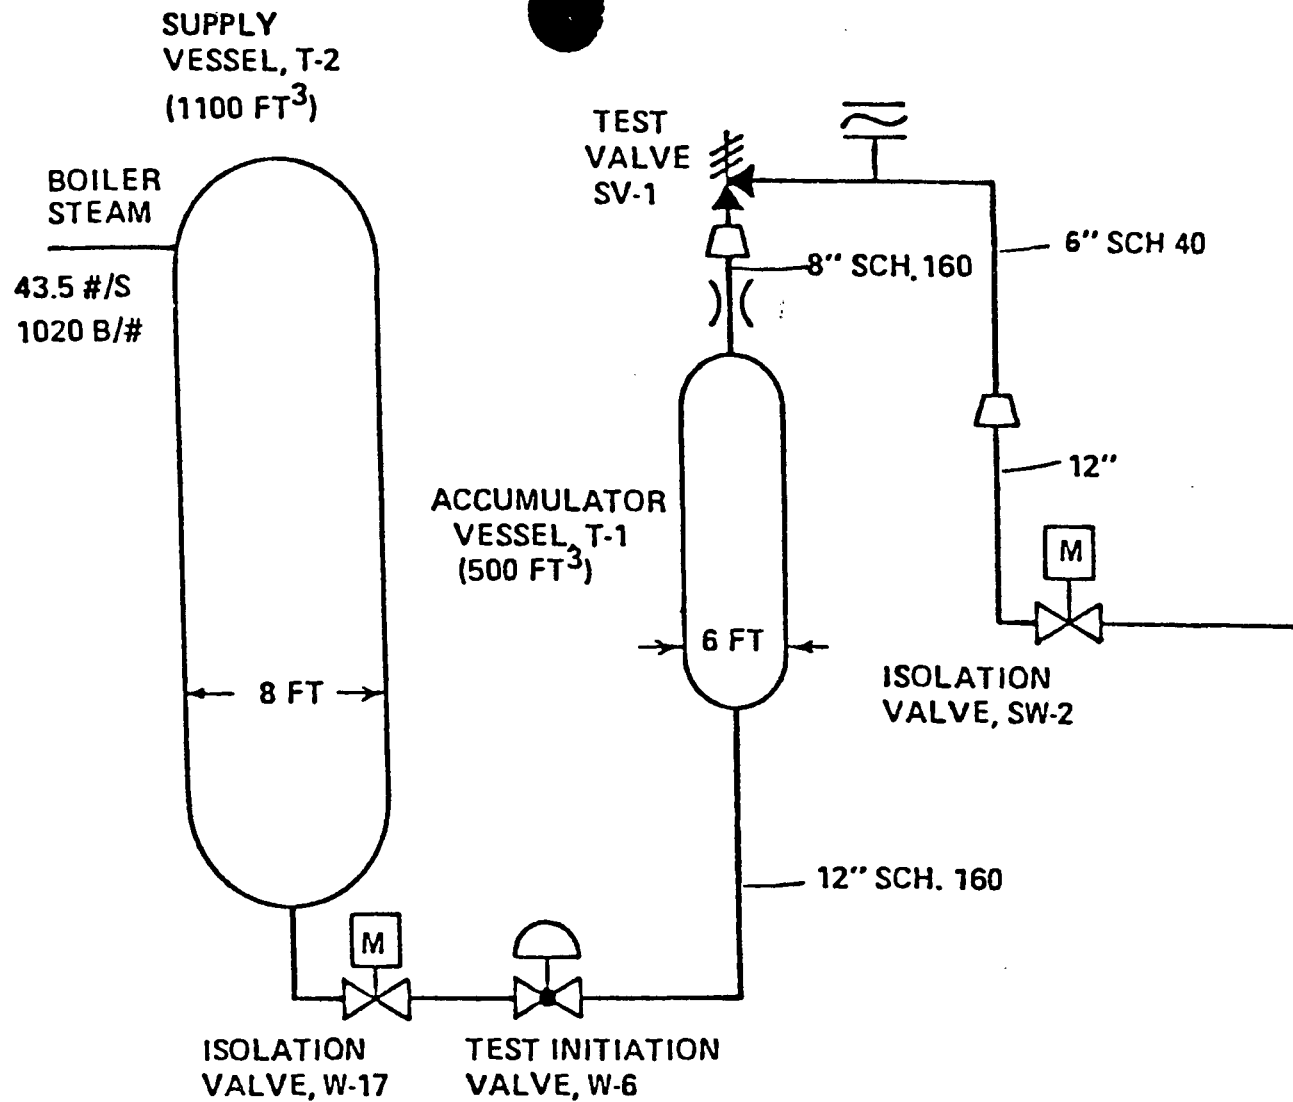 SUPPLY
VESSEL, T-2
(1100 FT³)
BOILER
STEAM
43.5 #/S
1020 B/#
TEST
VALVE
SV-1
6" SCH 40
8" SCH. 160
12"
ACCUMULATOR
VESSEL, T-1
(500 FT³)
M
6 FT
8 FT
ISOLATION
VALVE, SW-2
12" SCH. 160
M
ISOLATION
VALVE, W-17
TEST INITIATION
VALVE, W-6